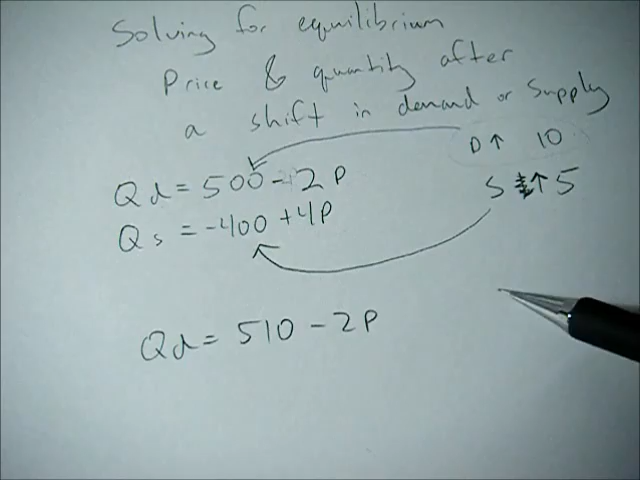 Solving for equilibrium
Price & quantity after
a shift in demand or supply
D↑ 10
Qd = 500 - 2P
S ↑ 5
Qs = -400 + 4P
Qd = 510 - 2P